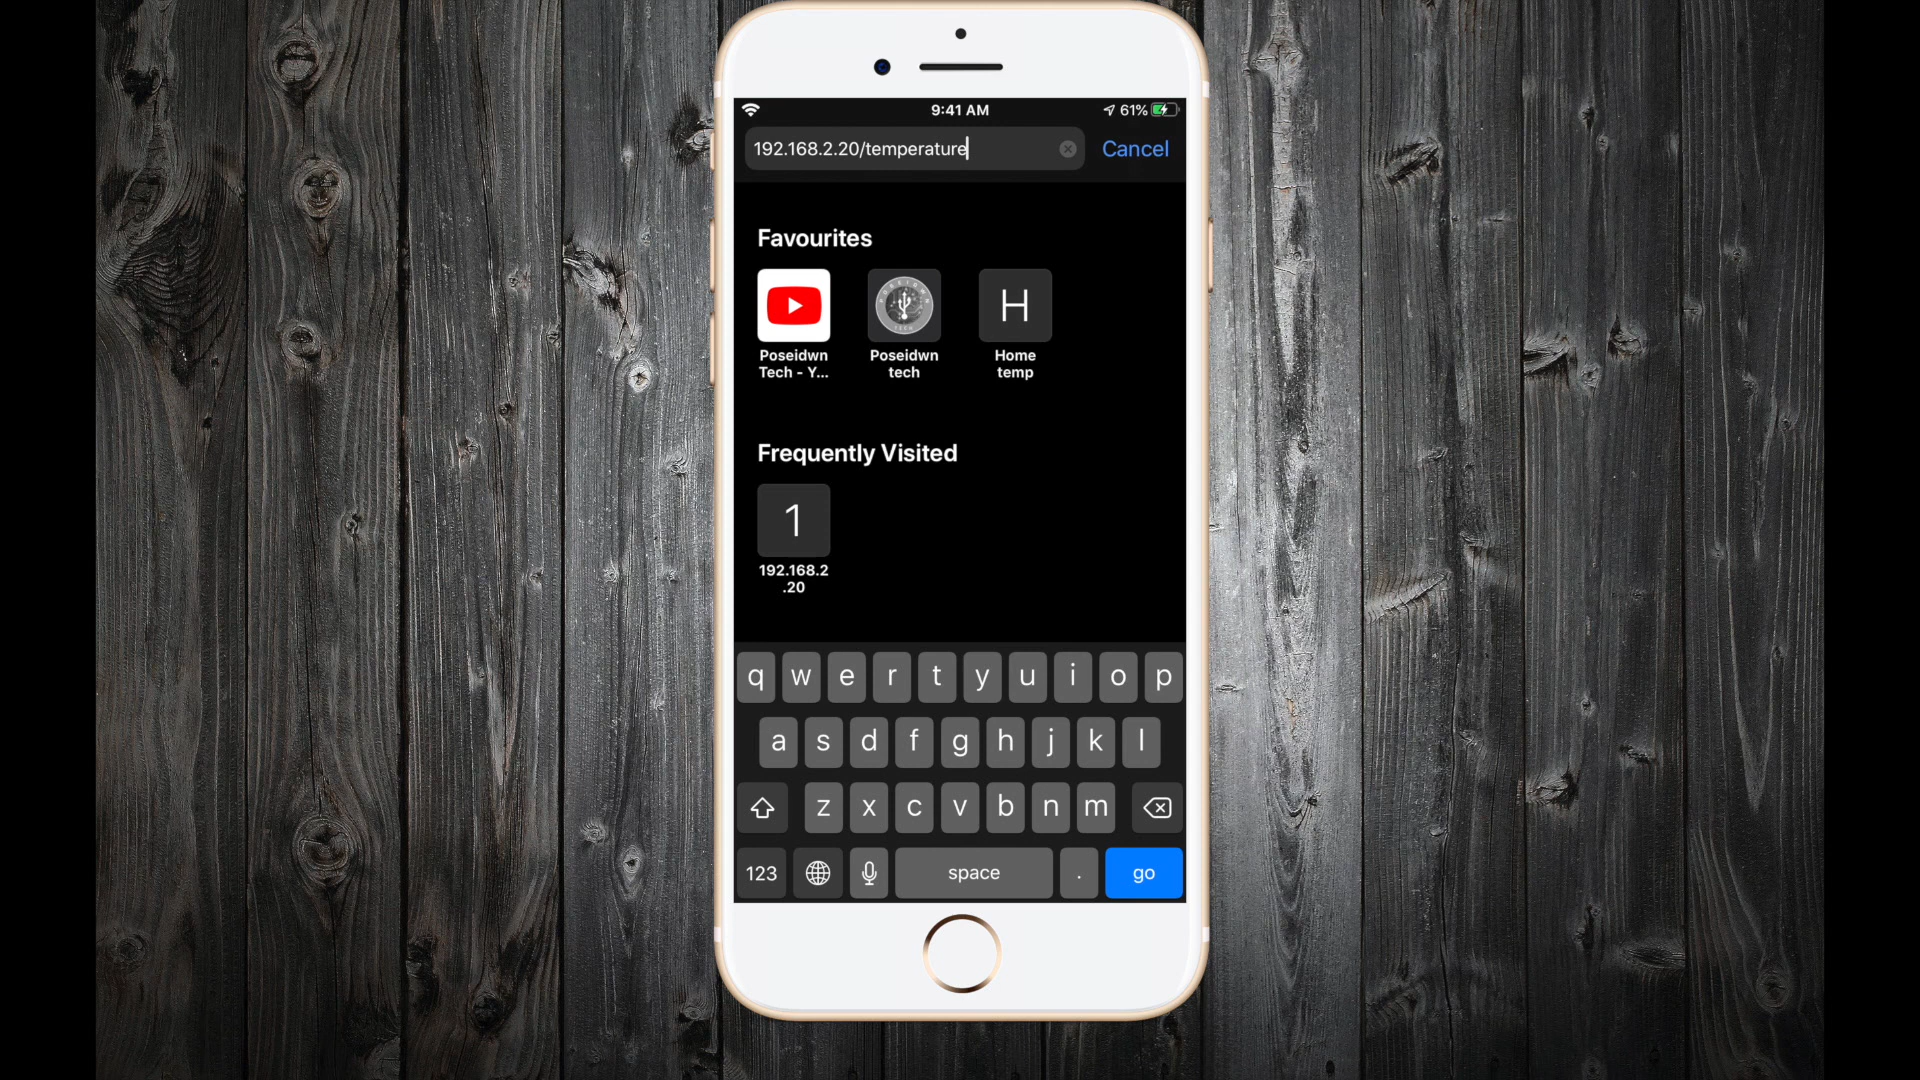 9:41 AM
61%
192.168.2.20/temperature
Cancel
Favourites
Poseidwn
Tech - Y...
Poseidwn
tech
H
Home
temp
Frequently Visited
1
192.168.2
.20
q w e r t y u i o p
a s d f g h j k l
z x c v b n m
123
space
.
go